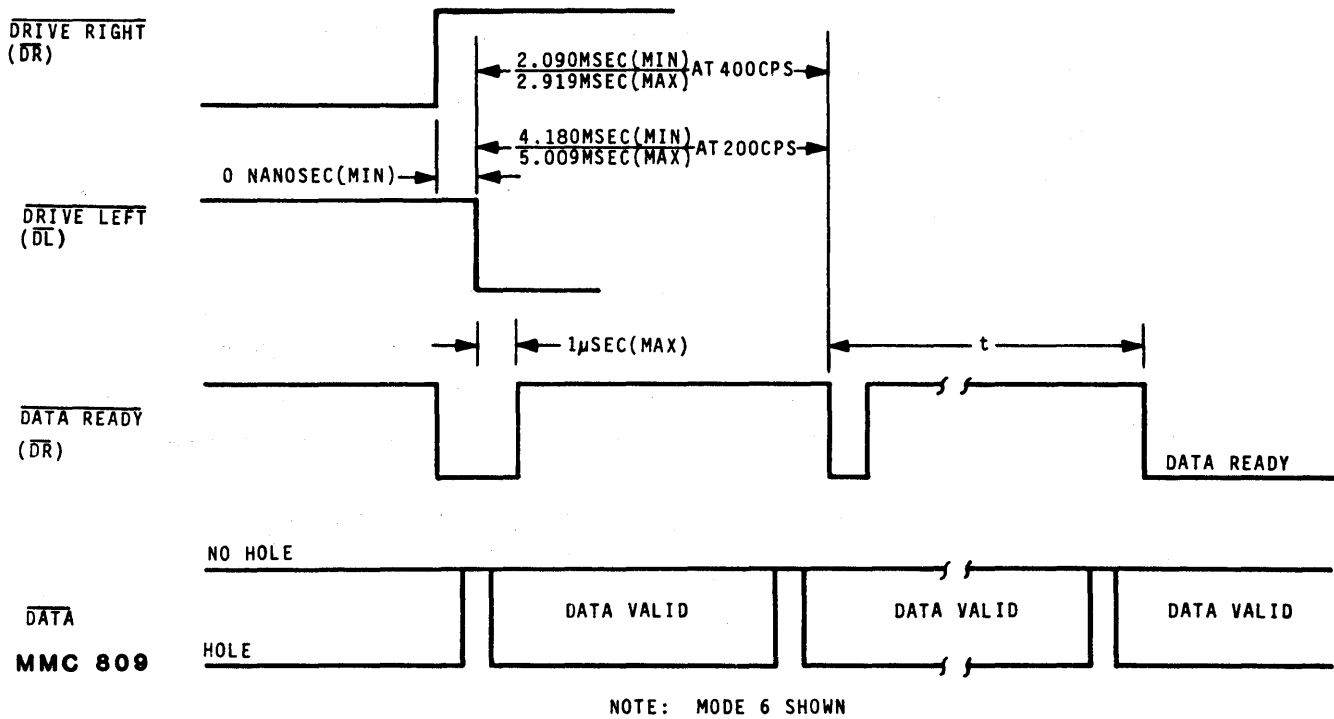 DRIVE RIGHT
(DR)
2.090MSEC(MIN)
2.919MSEC(MAX) AT 400CPS
4.180MSEC(MIN)
5.009MSEC(MAX) AT 200CPS
0 NANOSEC(MIN)
DRIVE LEFT
(DL)
1µSEC(MAX)
t
DATA READY
(DR)
DATA READY
NO HOLE
DATA
DATA VALID
DATA VALID
DATA VALID
HOLE
MMC 809
NOTE: MODE 6 SHOWN